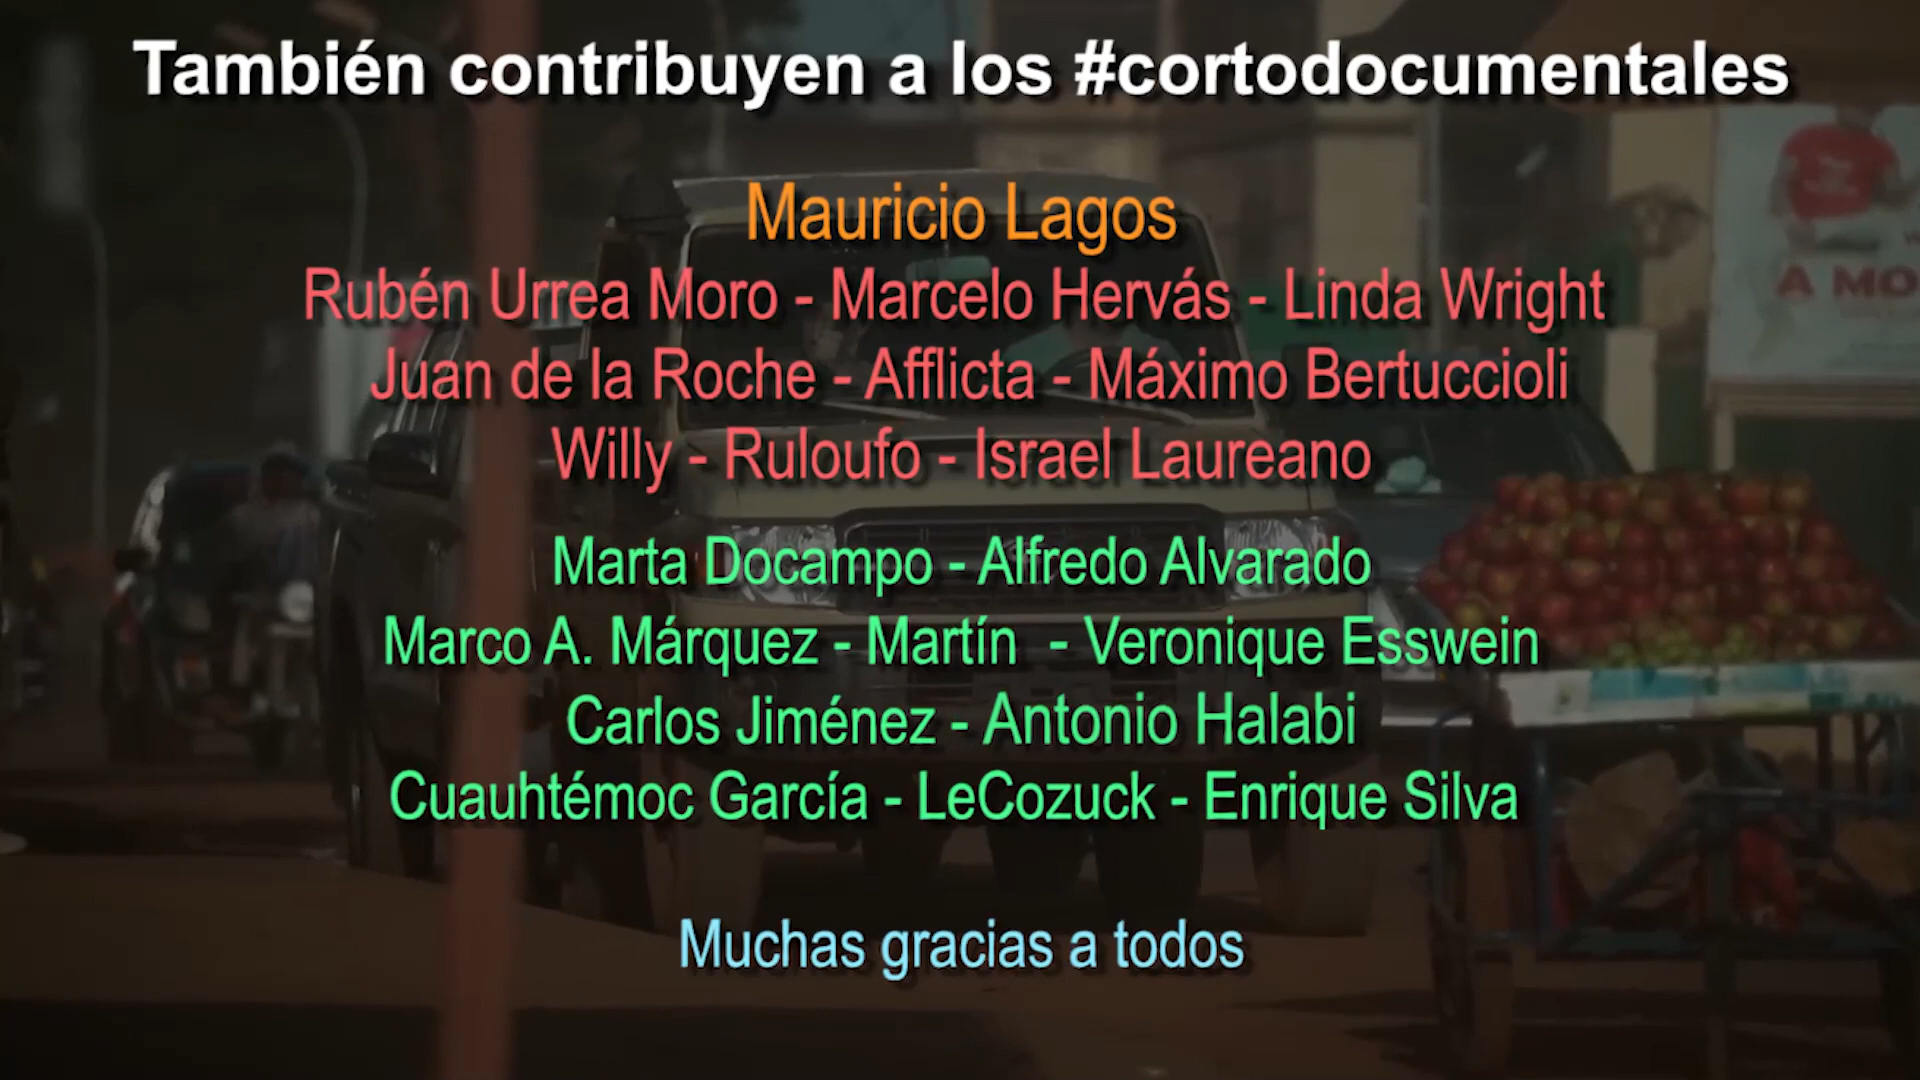 También contribuyen a los #cortodocumentales
Mauricio Lagos
Rubén Urrea Moro - Marcelo Hervás - Linda Wright
Juan de la Roche - Afflicta - Máximo Bertuccioli
Willy - Ruloufo - Israel Laureano
Marta Docampo - Alfredo Alvarado
Marco A. Márquez - Martín - Veronique Esswein
Carlos Jiménez - Antonio Halabi
Cuauhtémoc García - LeCozuck - Enrique Silva
Muchas gracias a todos
A MO